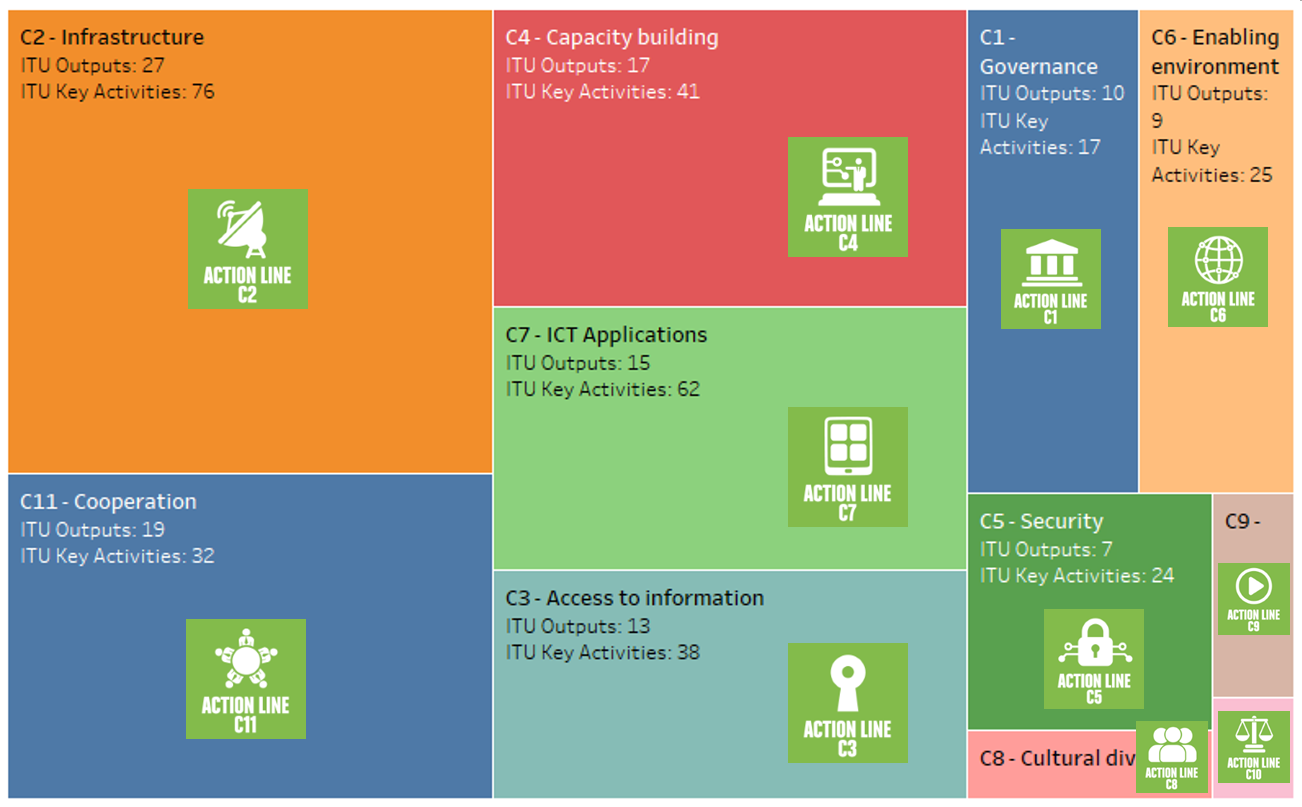 C2 - Infrastructure
ITU Outputs: 27
ITU Key Activities: 76
ACTION LINE
C2
C11 - Cooperation
ITU Outputs: 19
ITU Key Activities: 32
ACTION LINE
C11
C4 - Capacity building
ITU Outputs: 17
ITU Key Activities: 41
ACTION LINE
C4
C7 - ICT Applications
ITU Outputs: 15
ITU Key Activities: 62
ACTION LINE
C7
C3 - Access to information
ITU Outputs: 13
ITU Key Activities: 38
ACTION LINE
C3
C1 -
Governance
ITU Outputs: 10
ITU Key
Activities: 17
ACTION LINE
C1
C6 - Enabling
environment
ITU Outputs:
9
ITU Key
Activities: 25
ACTION LINE
C6
C5 - Security
ITU Outputs: 7
ITU Key Activities: 24
ACTION LINE
C5
C9 -
ACTION LINE
C9
C8 - Cultural div
ACTION LINE
C8
ACTION LINE
C10